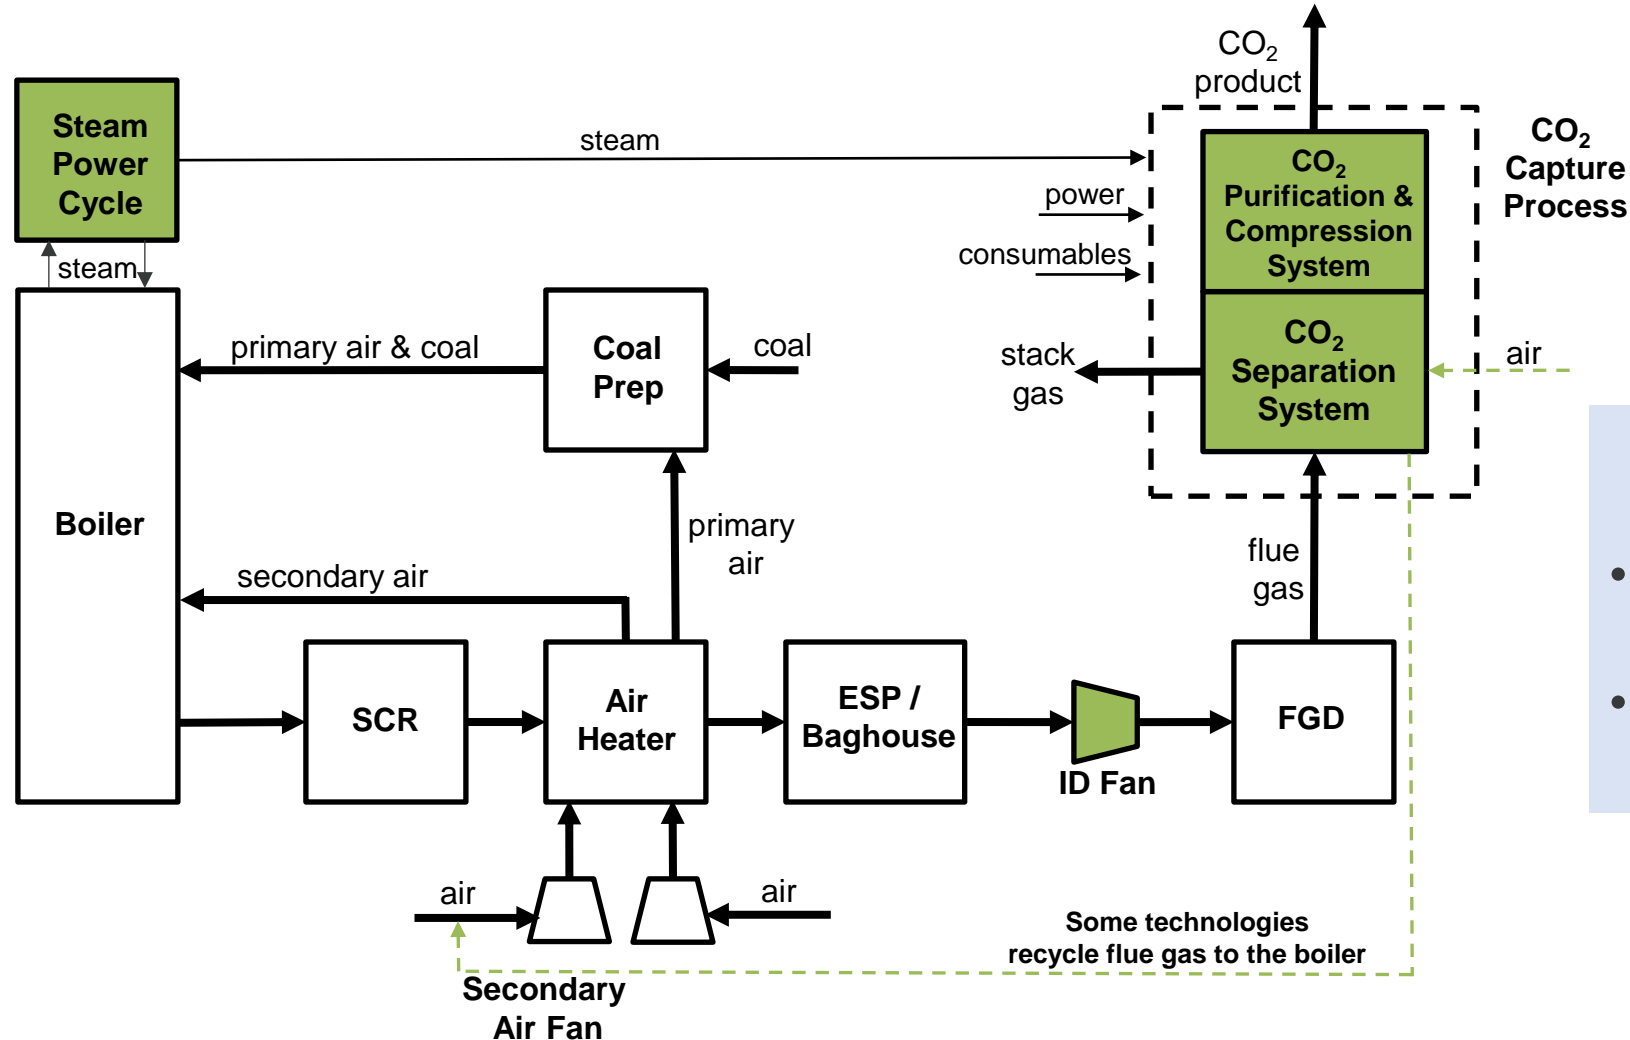 CO₂
product
Steam
Power
Cycle
steam
CO₂
Purification &
Compression
System
CO₂
Capture
Process
power
consumables
steam
primary air & coal
Coal
Prep
coal
stack
gas
CO₂
Separation
System
air
Boiler
primary
air
flue
gas
secondary air
SCR
Air
Heater
ESP /
Baghouse
ID Fan
FGD
air
air
Some technologies
recycle flue gas to the boiler
Secondary
Air Fan